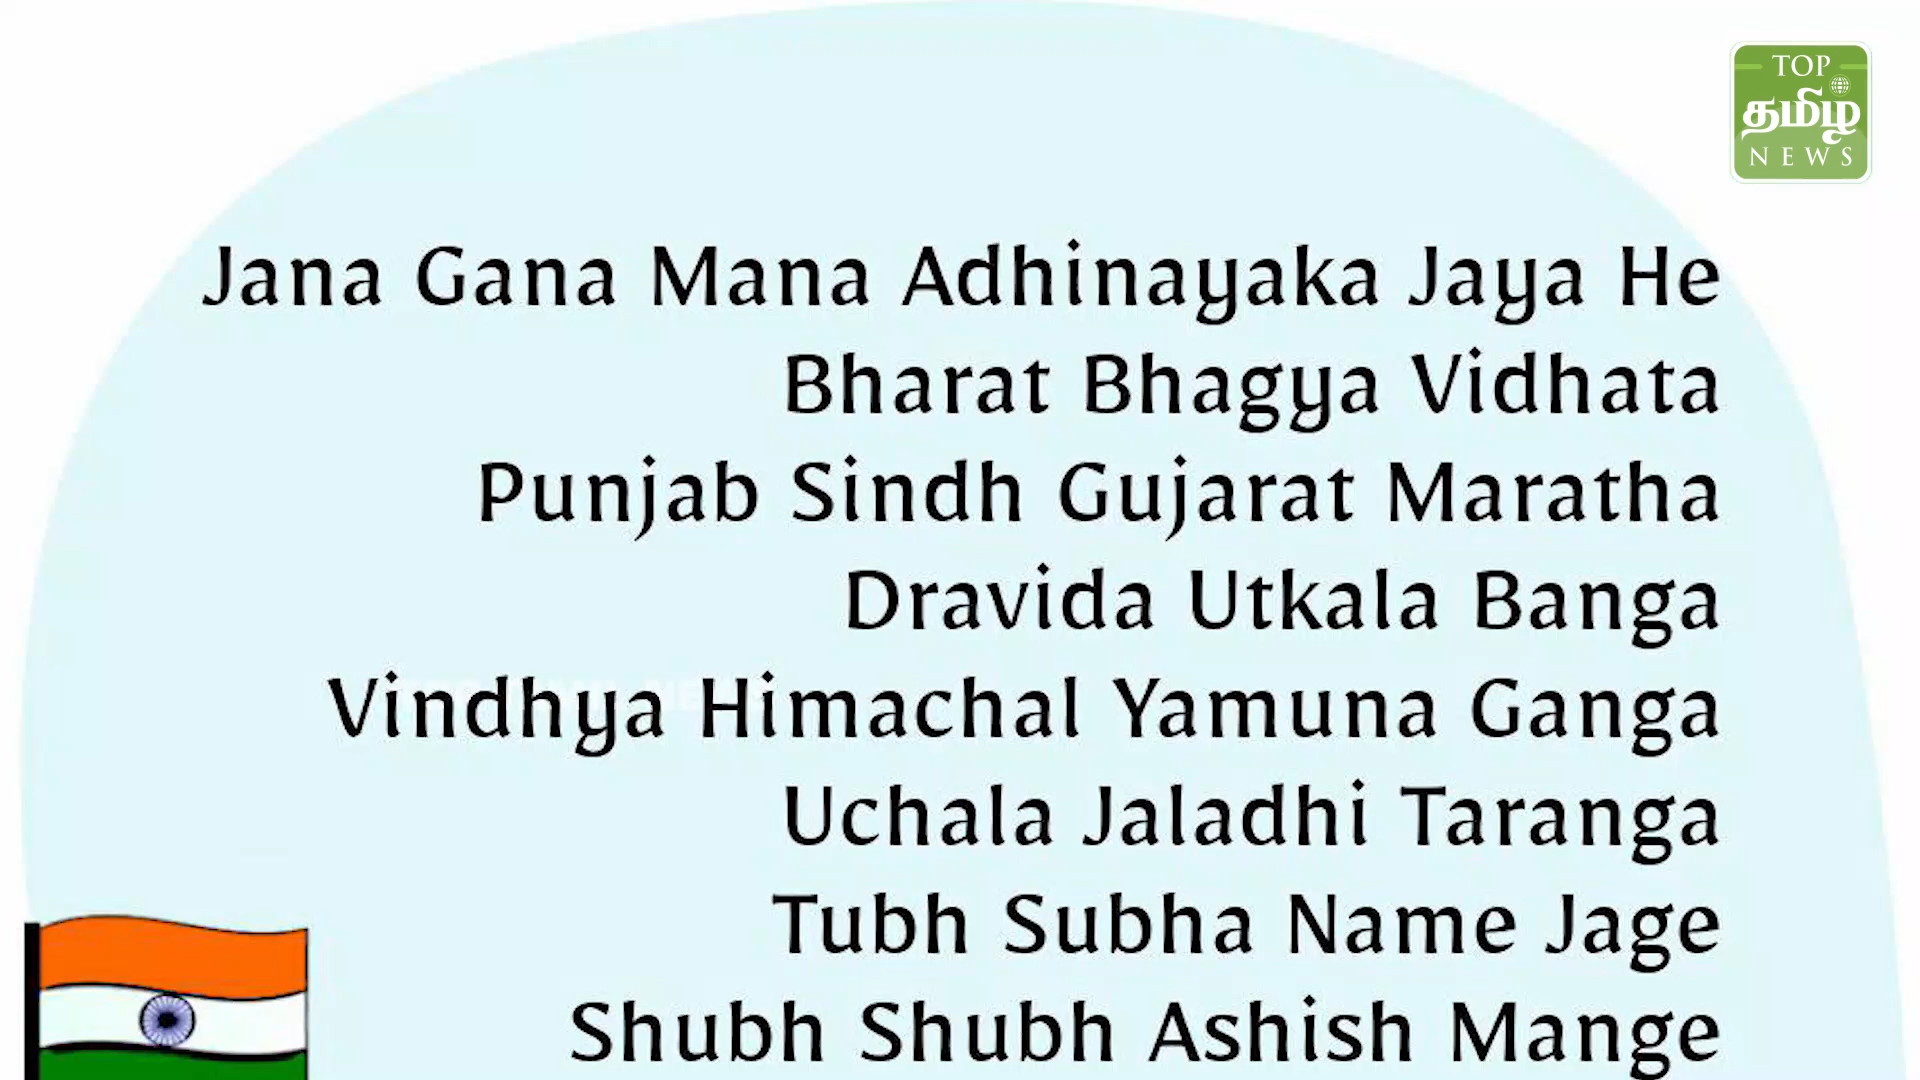 TOP
தமிழ்
NEWS
Jana Gana Mana Adhinayaka Jaya He
Bharat Bhagya Vidhata
Punjab Sindh Gujarat Maratha
Dravida Utkala Banga
Vindhya Himachal Yamuna Ganga
Uchala Jaladhi Taranga
Tubh Subha Name Jage
Shubh Shubh Ashish Mange